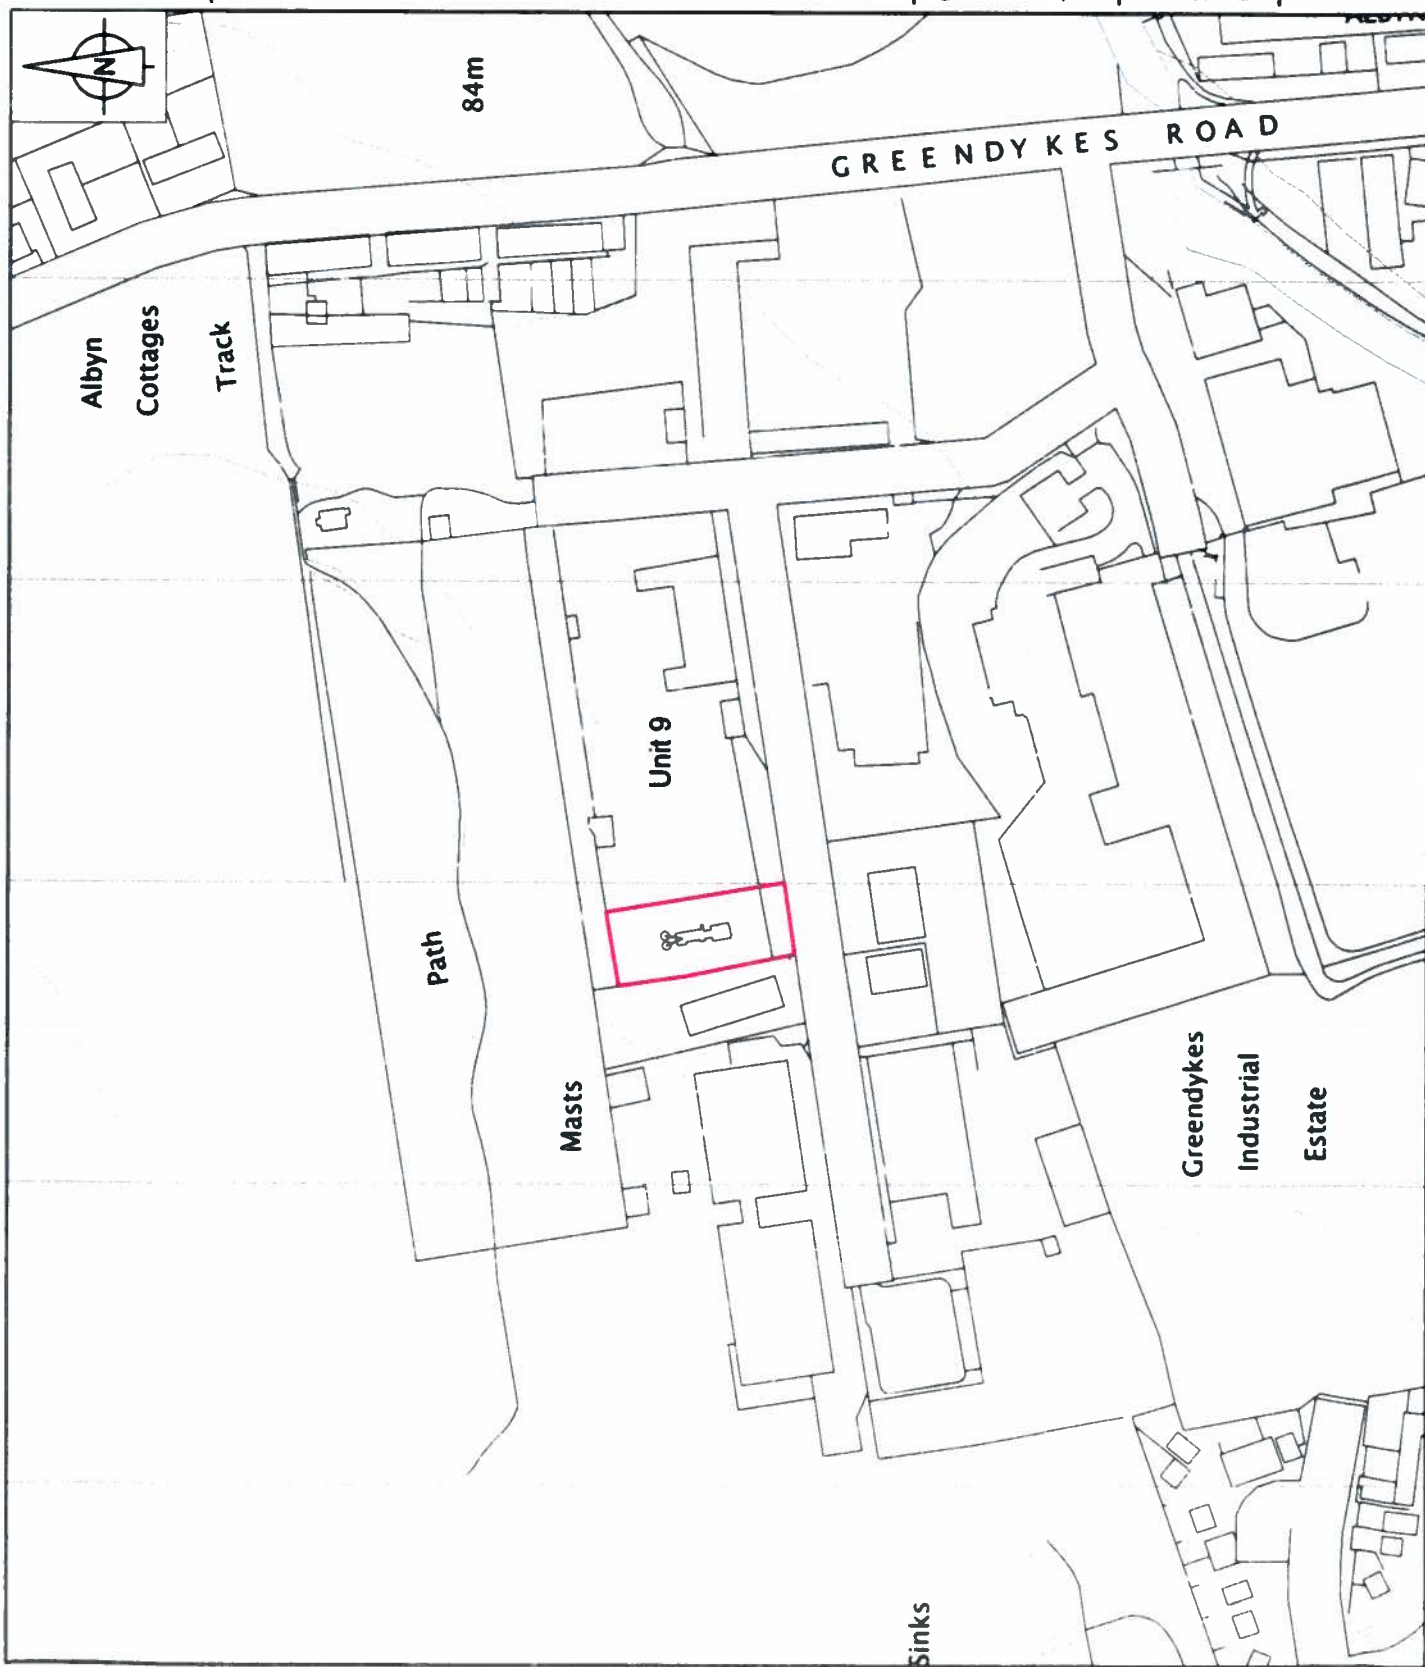 N
84m
GREENDYKES ROAD
Albyn
Cottages
Track
Unit 9
Path
Masts
Greendykes
Industrial
Estate
Sinks